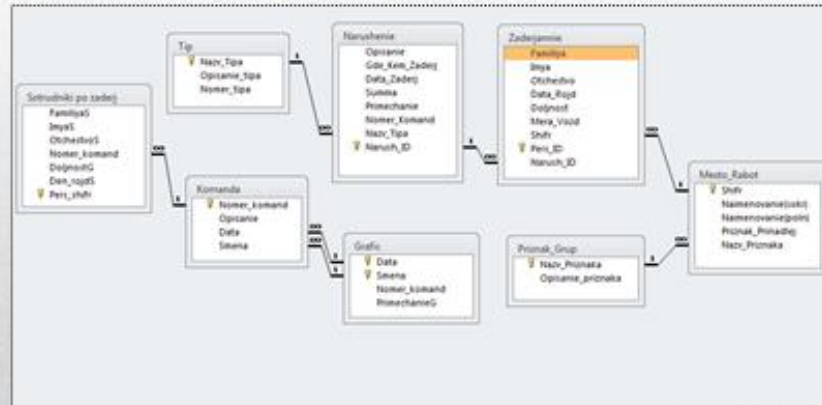 Sotrudniki po zaderj
FamiliyaS
ImyaS
OtchestvoS
Nomer_komand
DoljnostG
Den_rojdS
Pers_shifr
Tip
Nazv_Tipa
Opisanie_tipa
Nomer_tipa
Komanda
Nomer_komand
Opisanie
Data
Smena
Narushenie
Opisanie
Gde_Kem_Zaderj
Data_Zaderj
Summa
Primechanie
Nomer_Komand
Nazv_Tipa
Narush_ID
Grafic
Data
Smena
Nomer_komand
PrimechanieG
Zaderjannie
Familiya
Imya
Otchestvo
Data_Rojd
Doljnost
Mera_Vozd
Shifr
Pers_ID
Narush_ID
Priznak_Grup
Nazv_Priznaka
Opisanie_priznaka
Mesto_Rabot
Shifr
Naimenovanie(sokr)
Naimenovanie(poln)
Priznak_Prinadlej
Nazv_Priznaka